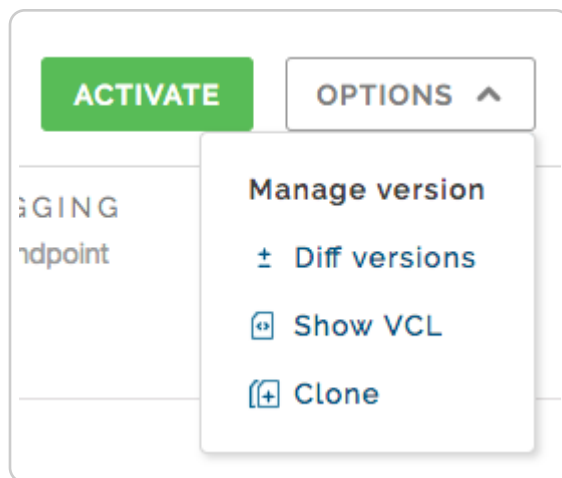 ACTIVATE
OPTIONS
Manage version
GGING
Diff versions
ndpoint
Show VCL
Clone